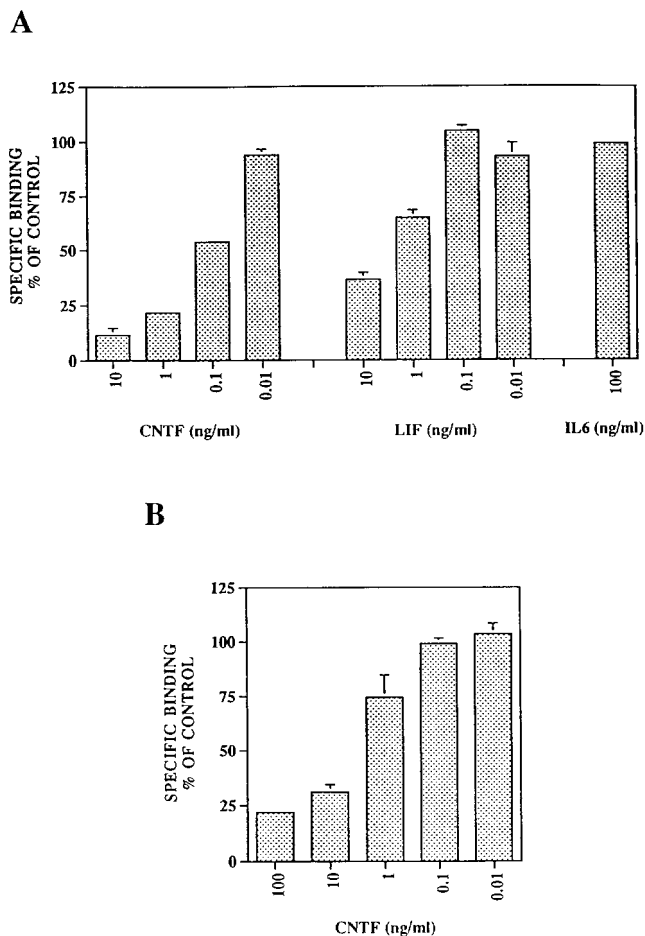 A
SPECIFIC BINDING
% OF CONTROL
125
100
75
50
25
0
10
1
0.1
0.01
10
1
0.1
0.01
100
CNTF (ng/ml)
LIF (ng/ml)
IL6 (ng/ml)
B
SPECIFIC BINDING
% OF CONTROL
125
100
75
50
25
0
100
10
1
0.1
0.01
CNTF (ng/ml)